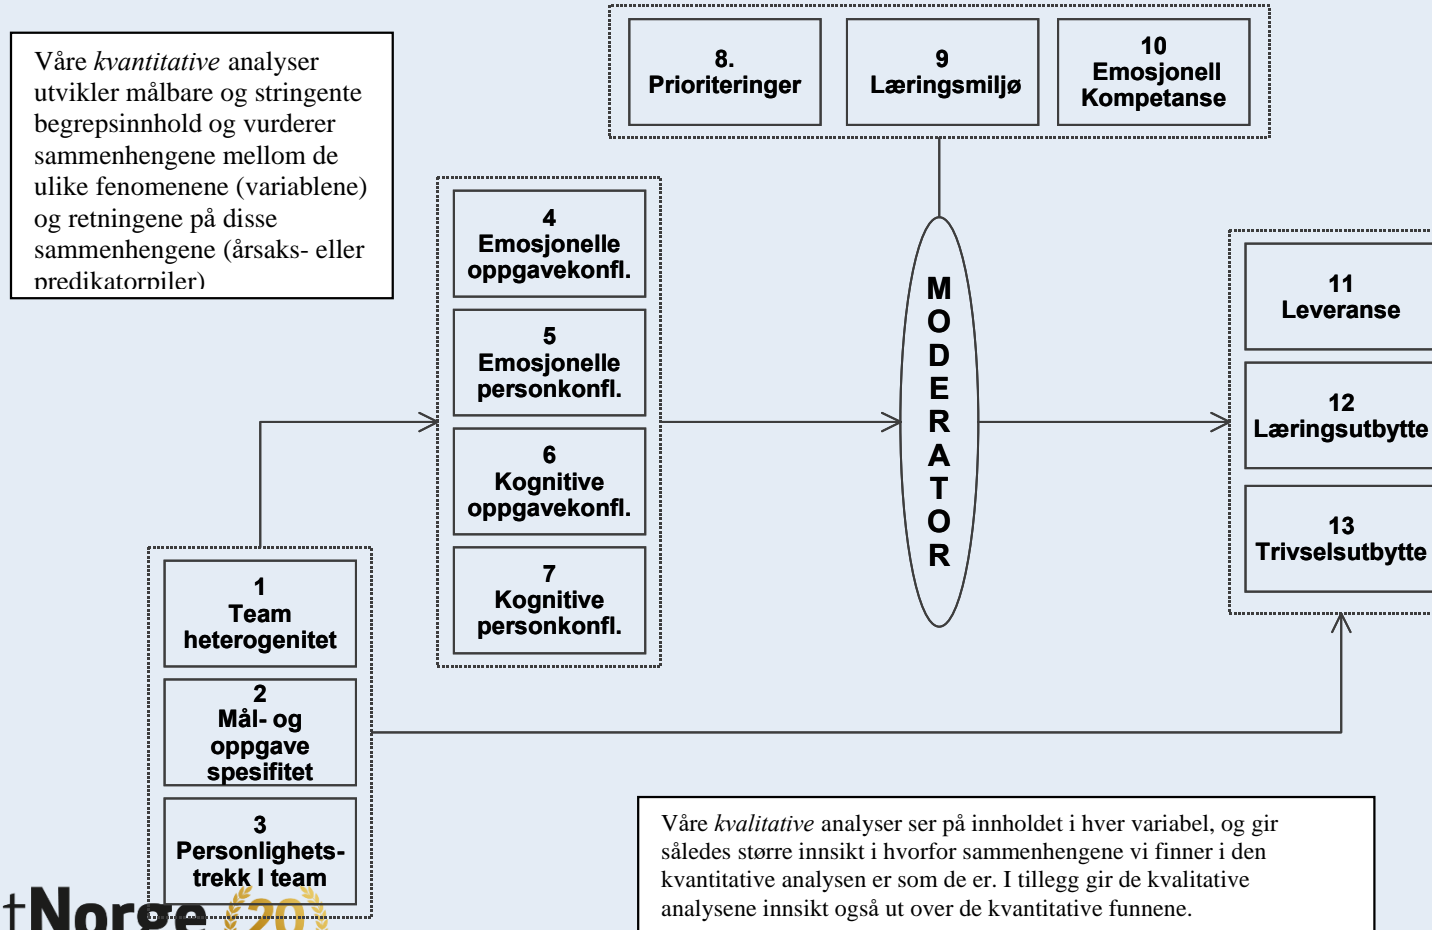 Våre kvantitative analyser
utvikler målbare og stringente
begrepsinnhold og vurderer
sammenhengene mellom de
ulike fenomenene (variablene)
og retningene på disse
sammenhengene (årsaks- eller
predikatorpiler)
8.
Prioriteringer
9
Læringsmiljø
10
Emosjonell
Kompetanse
4
Emosjonelle
oppgavekonfl.
5
Emosjonelle
personkonfl.
6
Kognitive
oppgavekonfl.
7
Kognitive
personkonfl.
M
O
D
E
R
A
T
O
R
11
Leveranse
12
Læringsutbytte
13
Trivselsutbytte
1
Team
heterogenitet
2
Mål- og
oppgave
spesifitet
3
Personlighets-
trekk I team
Våre kvalitative analyser ser på innholdet i hver variabel, og gir
således større innsikt i hvorfor sammenhengene vi finner i den
kvantitative analysen er som de er. I tillegg gir de kvalitative
analysene innsikt også ut over de kvantitative funnene.
Norge 20